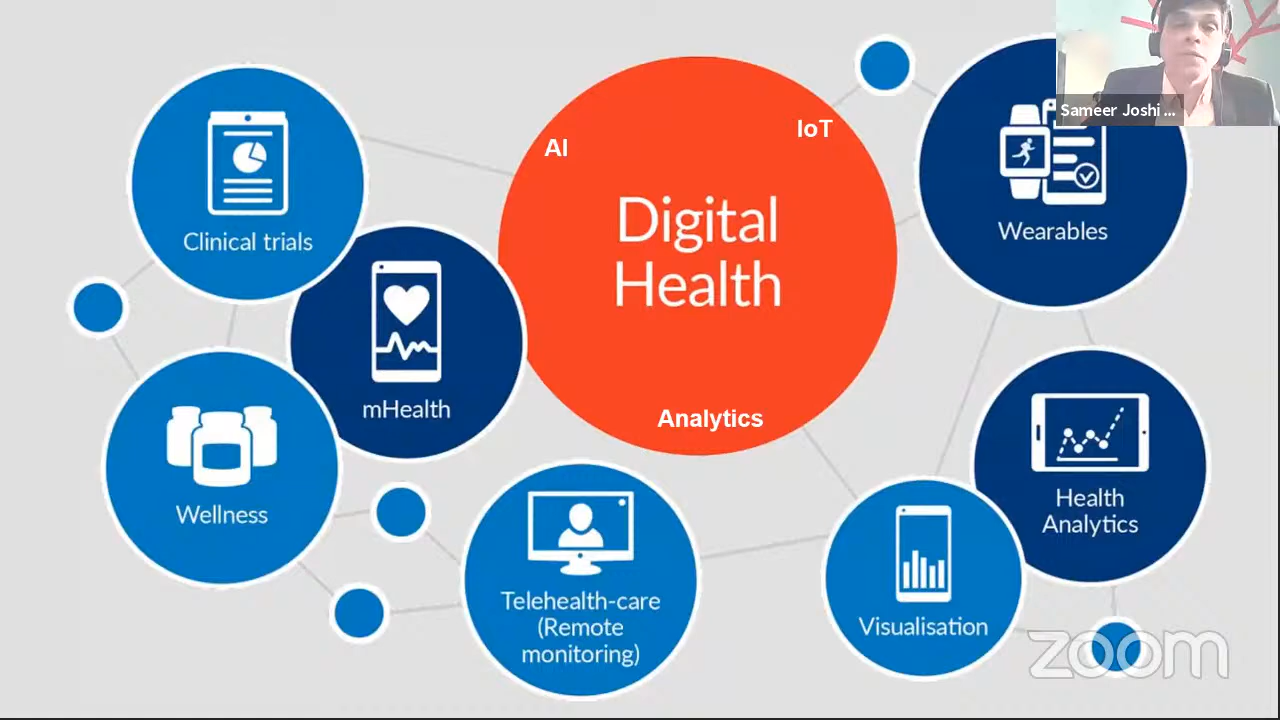 Sameer Joshi ...
AI
IoT
Digital
Health
Analytics
Clinical trials
mHealth
Wellness
Telehealth-care
(Remote
monitoring)
Wearables
Health
Analytics
Visualisation
zoom